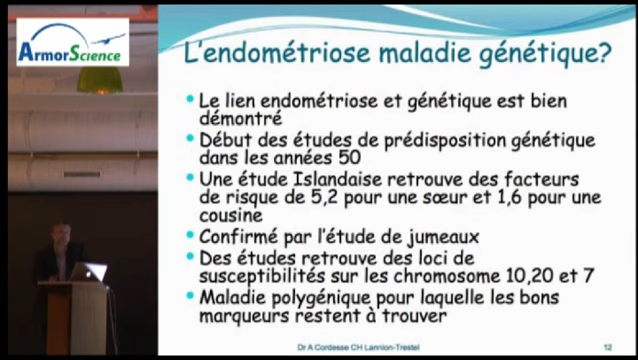 ArmorScience
L'endométriose maladie génétique?
• Le lien endométriose et génétique est bien
démontré
• Début des études de prédisposition génétique
dans les années 50
• Une étude Islandaise retrouve des facteurs
de risque de 5,2 pour une sœur et 1,6 pour une
cousine
• Confirmé par l'étude de jumeaux
• Des études retrouve des loci de
susceptibilités sur les chromosome 10,20 et 7
• Maladie polygénique pour laquelle les bons
marqueurs restent à trouver
Dr A Cordesse CH Lannion-Trestel
12